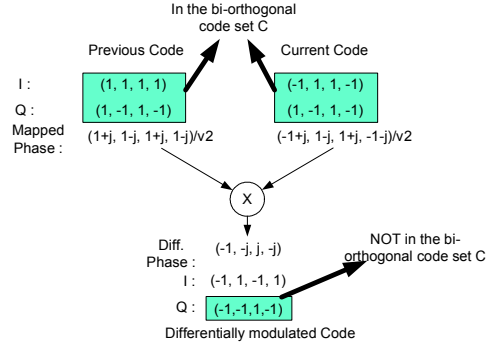 In the bi-orthogonal
code set C
Previous Code
Current Code
I :
(1, 1, 1, 1)
(-1, 1, 1, -1)
Q :
(1, -1, 1, -1)
(1, -1, 1, -1)
Mapped
Phase :
(1+j, 1-j, 1+j, 1-j)/v2
(-1+j, 1-j, 1+j, -1-j)/v2
X
Diff.
Phase :
(-1, -j, j, -j)
NOT in the bi-
orthogonal code set C
I :
(-1, 1, -1, 1)
Q :
(-1,-1,1,-1)
Differentially modulated Code